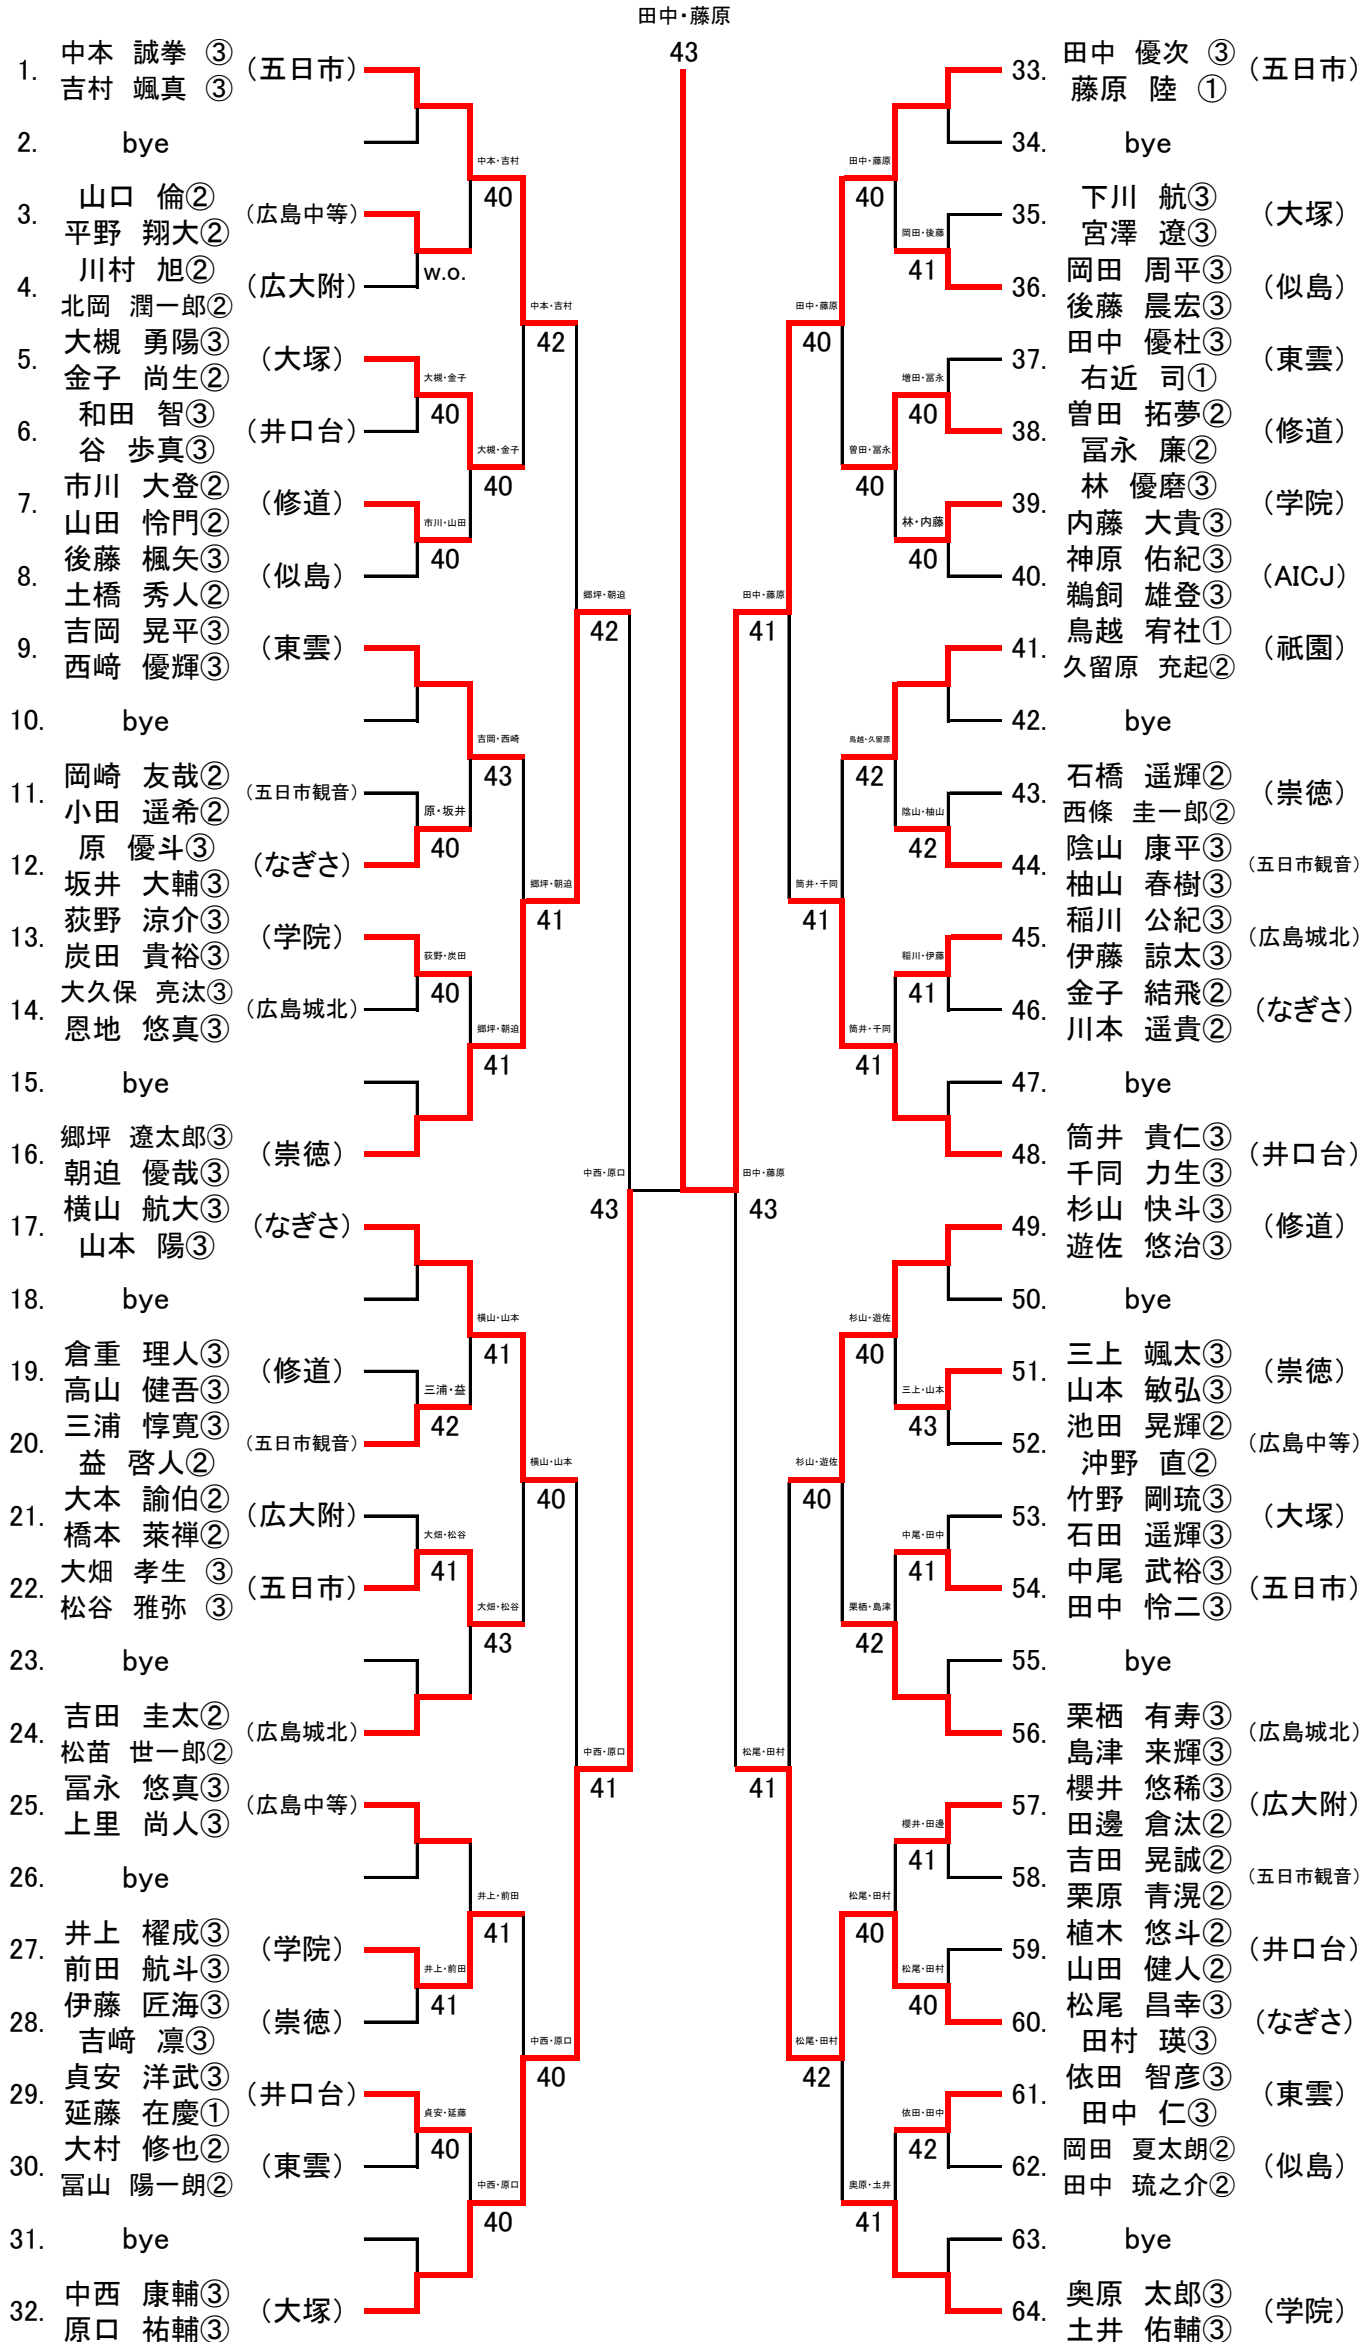 田中・藤原
43
1. 中本 誠拳 ③ (五日市)
吉村 颯真 ③
2. bye
中本・吉村
40
3. 山口 倫② (広島中等)
平野 翔大②
4. 川村 旭② (広大附)
北岡 潤一郎②
w.o.
中本・吉村
42
5. 大槻 勇陽③ (大塚)
金子 尚生②
大槻・金子
40
6. 和田 智③ (井口台)
谷 歩真③
大槻・金子
40
7. 市川 大登② (修道)
山田 怜門②
市川・山田
40
8. 後藤 楓矢③ (似島)
土橋 秀人②
郷坪・朝迫
42
9. 吉岡 晃平③ (東雲)
西﨑 優輝③
10. bye
吉岡・西崎
43
11. 岡崎 友哉② (五日市観音)
小田 遥希②
原・坂井
40
12. 原 優斗③ (なぎさ)
坂井 大輔③
郷坪・朝迫
41
13. 荻野 涼介③ (学院)
炭田 貴裕③
荻野・炭田
40
14. 大久保 亮汰③ (広島城北)
恩地 悠真③
郷坪・朝迫
41
15. bye
16. 郷坪 遼太郎③ (崇徳)
朝迫 優哉③
中西・原口
43
17. 横山 航大③ (なぎさ)
山本 陽③
18. bye
横山・山本
41
19. 倉重 理人③ (修道)
高山 健吾③
三浦・益
42
20. 三浦 惇寛③ (五日市観音)
益 啓人②
横山・山本
40
21. 大本 諭伯② (広大附)
橋本 莱禅②
大畑・松谷
41
22. 大畑 孝生 ③ (五日市)
松谷 雅弥 ③
大畑・松谷
43
23. bye
24. 吉田 圭太② (広島城北)
松苗 世一郎②
中西・原口
41
25. 冨永 悠真③ (広島中等)
上里 尚人③
26. bye
井上・前田
41
27. 井上 櫂成③ (学院)
前田 航斗③
井上・前田
41
28. 伊藤 匠海③ (崇徳)
吉﨑 凛③
中西・原口
40
29. 貞安 洋武③ (井口台)
延藤 在慶①
貞安・延藤
40
30. 大村 修也② (東雲)
冨山 陽一朗②
中西・原口
40
31. bye
32. 中西 康輔③ (大塚)
原口 祐輔③
33. 田中 優次 ③ (五日市)
藤原 陸 ①
34. bye
田中・藤原
40
35. 下川 航③ (大塚)
宮澤 遼③
岡田・後藤
41
36. 岡田 周平③ (似島)
後藤 晨宏③
田中・藤原
40
37. 田中 優杜③ (東雲)
右近 司①
増田・冨永
40
38. 曽田 拓夢② (修道)
冨永 廉②
曽田・冨永
40
39. 林 優磨③ (学院)
内藤 大貴③
林・内藤
40
40. 神原 佑紀③ (AICJ)
鵜飼 雄登③
田中・藤原
41
41. 鳥越 宥社① (祇園)
久留原 充起②
42. bye
鳥越・久留原
42
43. 石橋 遥輝② (崇徳)
西條 圭一郎②
陰山・柚山
42
44. 陰山 康平③ (五日市観音)
柚山 春樹③
筒井・千同
41
45. 稲川 公紀③ (広島城北)
伊藤 諒太③
稲川・伊藤
41
46. 金子 結飛② (なぎさ)
川本 遥貴②
筒井・千同
41
47. bye
48. 筒井 貴仁③ (井口台)
千同 力生③
田中・藤原
43
49. 杉山 快斗③ (修道)
遊佐 悠治③
50. bye
杉山・遊佐
40
51. 三上 颯太③ (崇徳)
山本 敏弘③
三上・山本
43
52. 池田 晃輝② (広島中等)
沖野 直②
杉山・遊佐
40
53. 竹野 剛琉③ (大塚)
石田 遥輝③
中尾・田中
41
54. 中尾 武裕③ (五日市)
田中 怜二③
栗栖・島津
42
55. bye
56. 栗栖 有寿③ (広島城北)
島津 来輝③
松尾・田村
41
57. 櫻井 悠稀③ (広大附)
田邊 倉汰②
櫻井・田邊
41
58. 吉田 晃誠② (五日市観音)
栗原 青滉②
松尾・田村
40
59. 植木 悠斗② (井口台)
山田 健人②
松尾・田村
40
60. 松尾 昌幸③ (なぎさ)
田村 瑛③
松尾・田村
42
61. 依田 智彦③ (東雲)
田中 仁③
依田・田中
42
62. 岡田 夏太朗② (似島)
田中 琉之介②
奥原・土井
41
63. bye
64. 奥原 太郎③ (学院)
土井 佑輔③